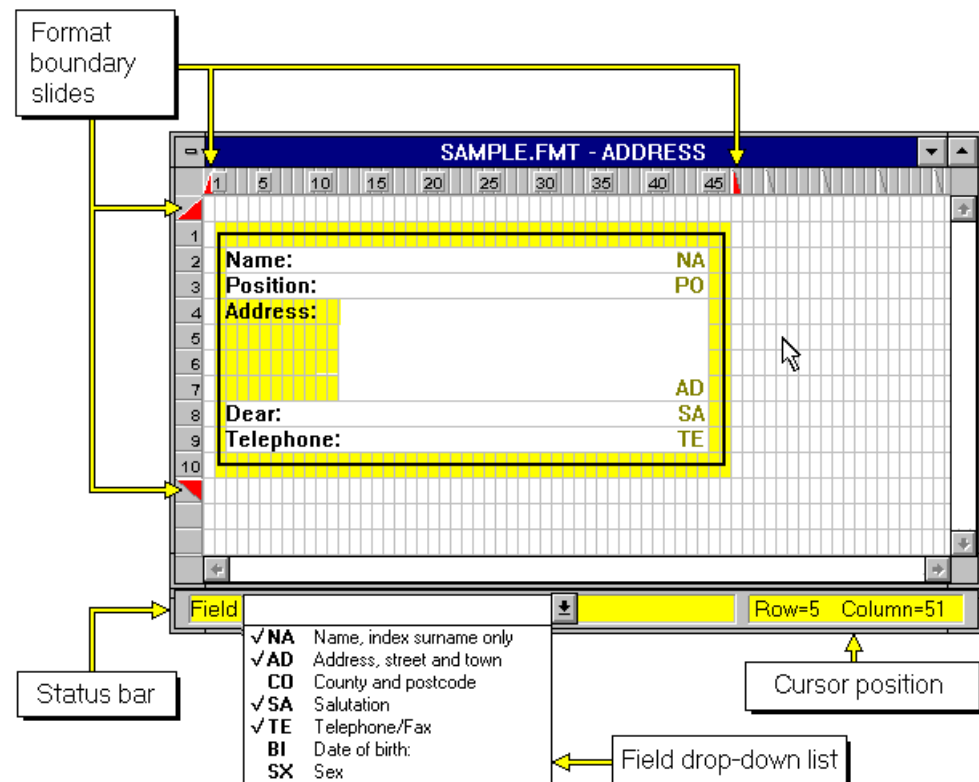 Format
boundary
slides
SAMPLE.FMT - ADDRESS
1 5 10 15 20 25 30 35 40 45
1
2 Name: NA
3 Position: PO
4 Address:
5
6
7 AD
8 Dear: SA
9 Telephone: TE
10
Field Row=5 Column=51
√NA Name, index surname only
√AD Address, street and town
CO County and postcode
√SA Salutation
√TE Telephone/Fax
BI Date of birth:
SX Sex
Status bar
Cursor position
Field drop-down list